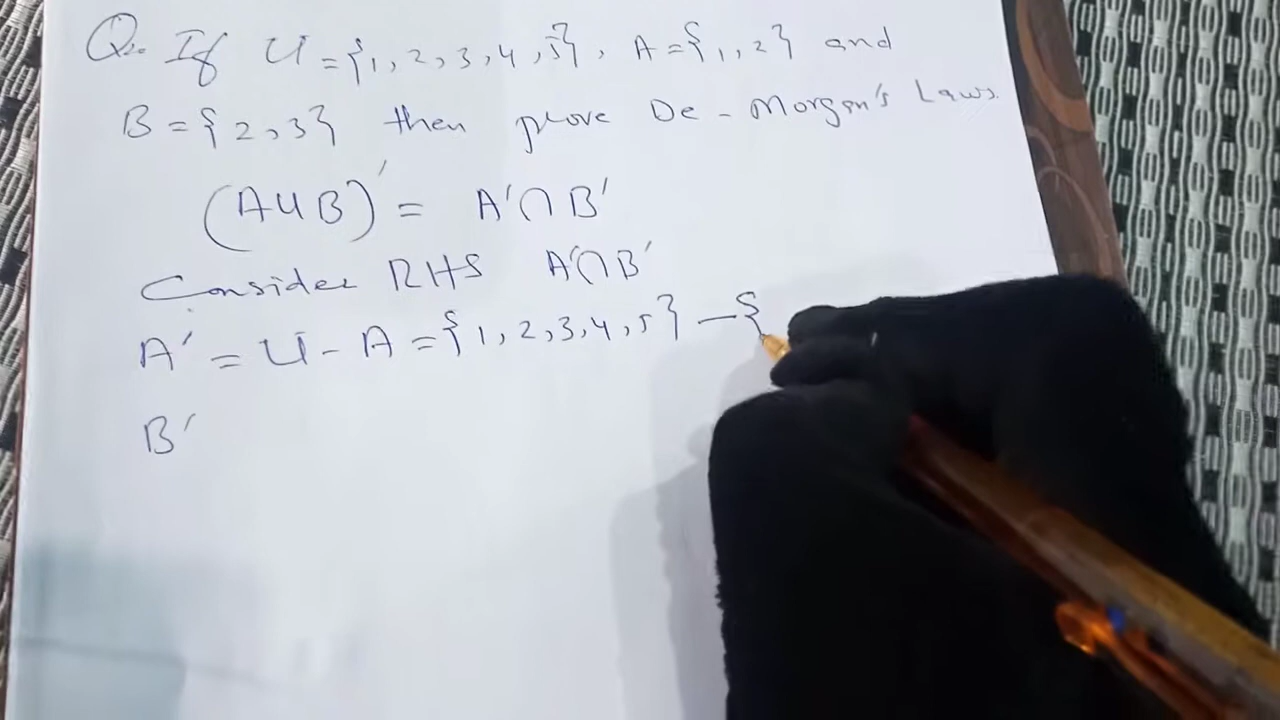 Q. If U = {1, 2, 3, 4, 5}, A = {1, 2} and
B = {2, 3} then prove De-Morgan's Laws.
(A∪B)' = A'∩B'
Consider RHS A'∩B'
A' = U - A = {1, 2, 3, 4, 5} - {
B'